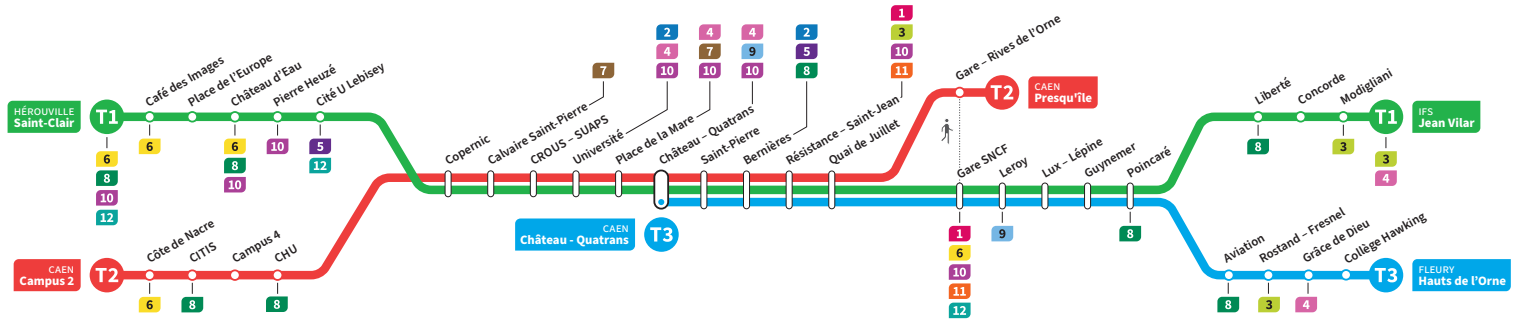 HÉROUVILLE
Saint-Clair
T1
6
8
10
12
Café des Images
6
Place de l'Europe
Château d'Eau
6
8
10
Pierre Heuzé
10
Cité U Lebisey
5
12
CAEN
Campus 2
T2
Côte de Nacre
6
CITIS
8
Campus 4
CHU
8
Copernic
Calvaire Saint-Pierre
7
CROUS – SUAPS
Université
2
4
10
Place de la Mare
4
7
10
Château – Quatrans
4
9
10
CAEN
Château - Quatrans
T3
Saint-Pierre
Bernières
2
5
8
Résistance – Saint-Jean
1
3
10
11
Quai de Juillet
Gare – Rives de l'Orne
T2
CAEN
Presqu'île
Gare SNCF
1
6
10
11
12
Leroy
9
Lux – Lépine
Guynemer
Poincaré
8
Liberté
8
Concorde
Modigliani
3
T1
3
4
IFS
Jean Vilar
Aviation
8
Rostand – Fresnel
3
Grâce de Dieu
4
Collège Hawking
T3
FLEURY
Hauts de l'Orne